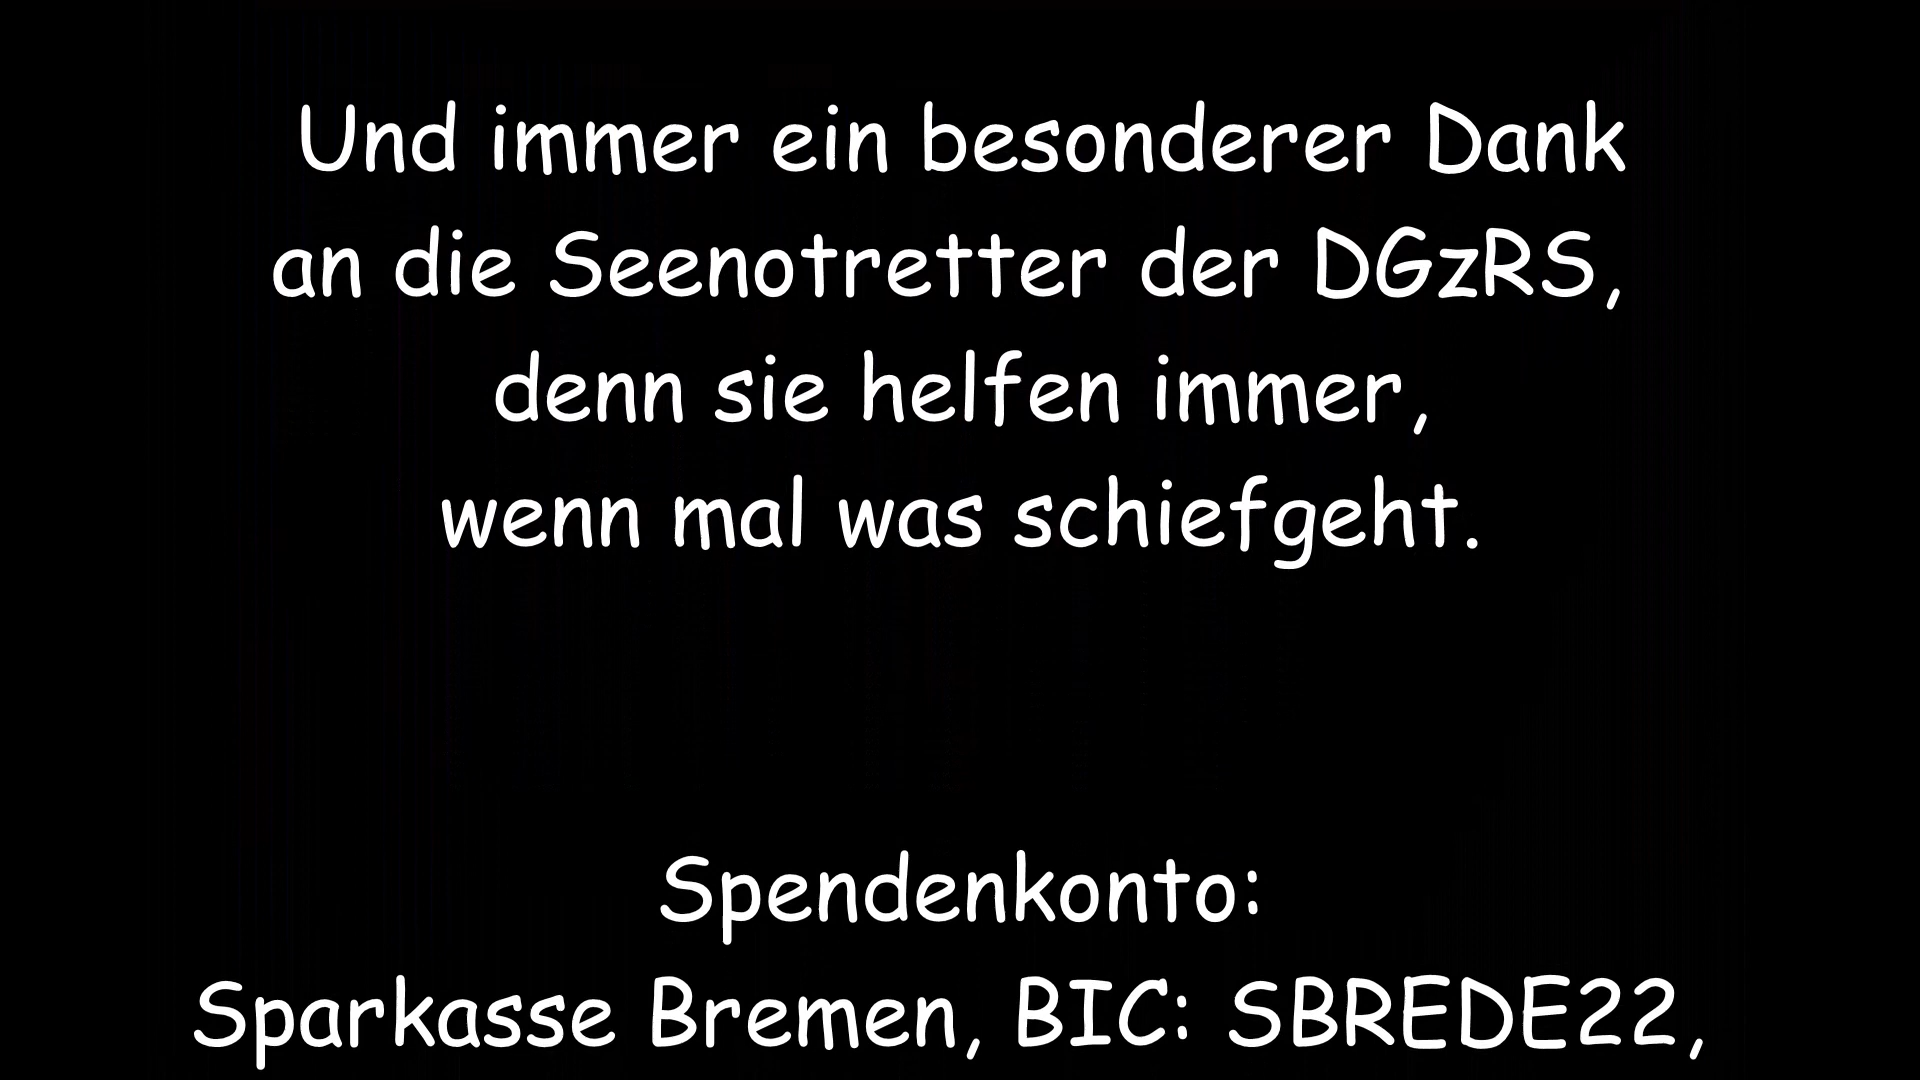 Und immer ein besonderer Dank
an die Seenotretter der DGzRS,
denn sie helfen immer,
wenn mal was schiefgeht.
Spendenkonto:
Sparkasse Bremen, BIC: SBREDE22,